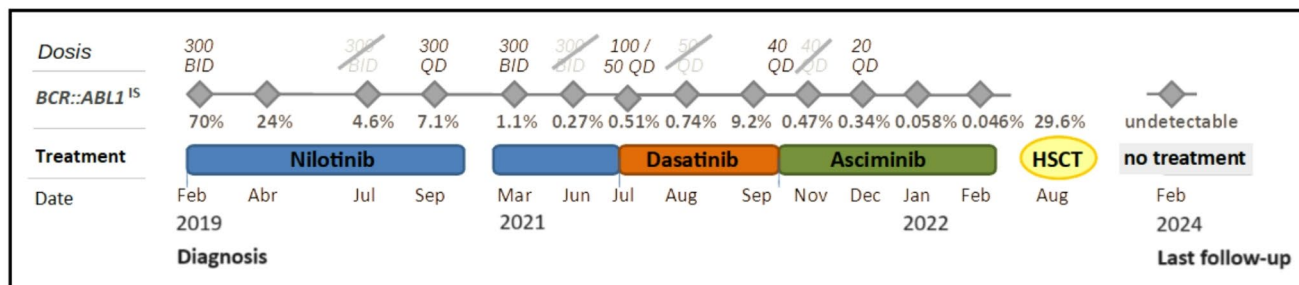 Dosis 300 BID 300 BID 300 QD 300 BID 300 BID 100 / 50 QD 50 QD 40 QD 40 QD 20 QD
BCR::ABL1 IS
70% 24% 4.6% 7.1% 1.1% 0.27% 0.51% 0.74% 9.2% 0.47% 0.34% 0.058% 0.046% 29.6% undetectable
Treatment Nilotinib Dasatinib Asciminib HSCT no treatment
Date Feb Abr Jul Sep Mar Jun Jul Aug Sep Nov Dec Jan Feb Aug Feb
2019 2021 2022 2024
Diagnosis Last follow-up